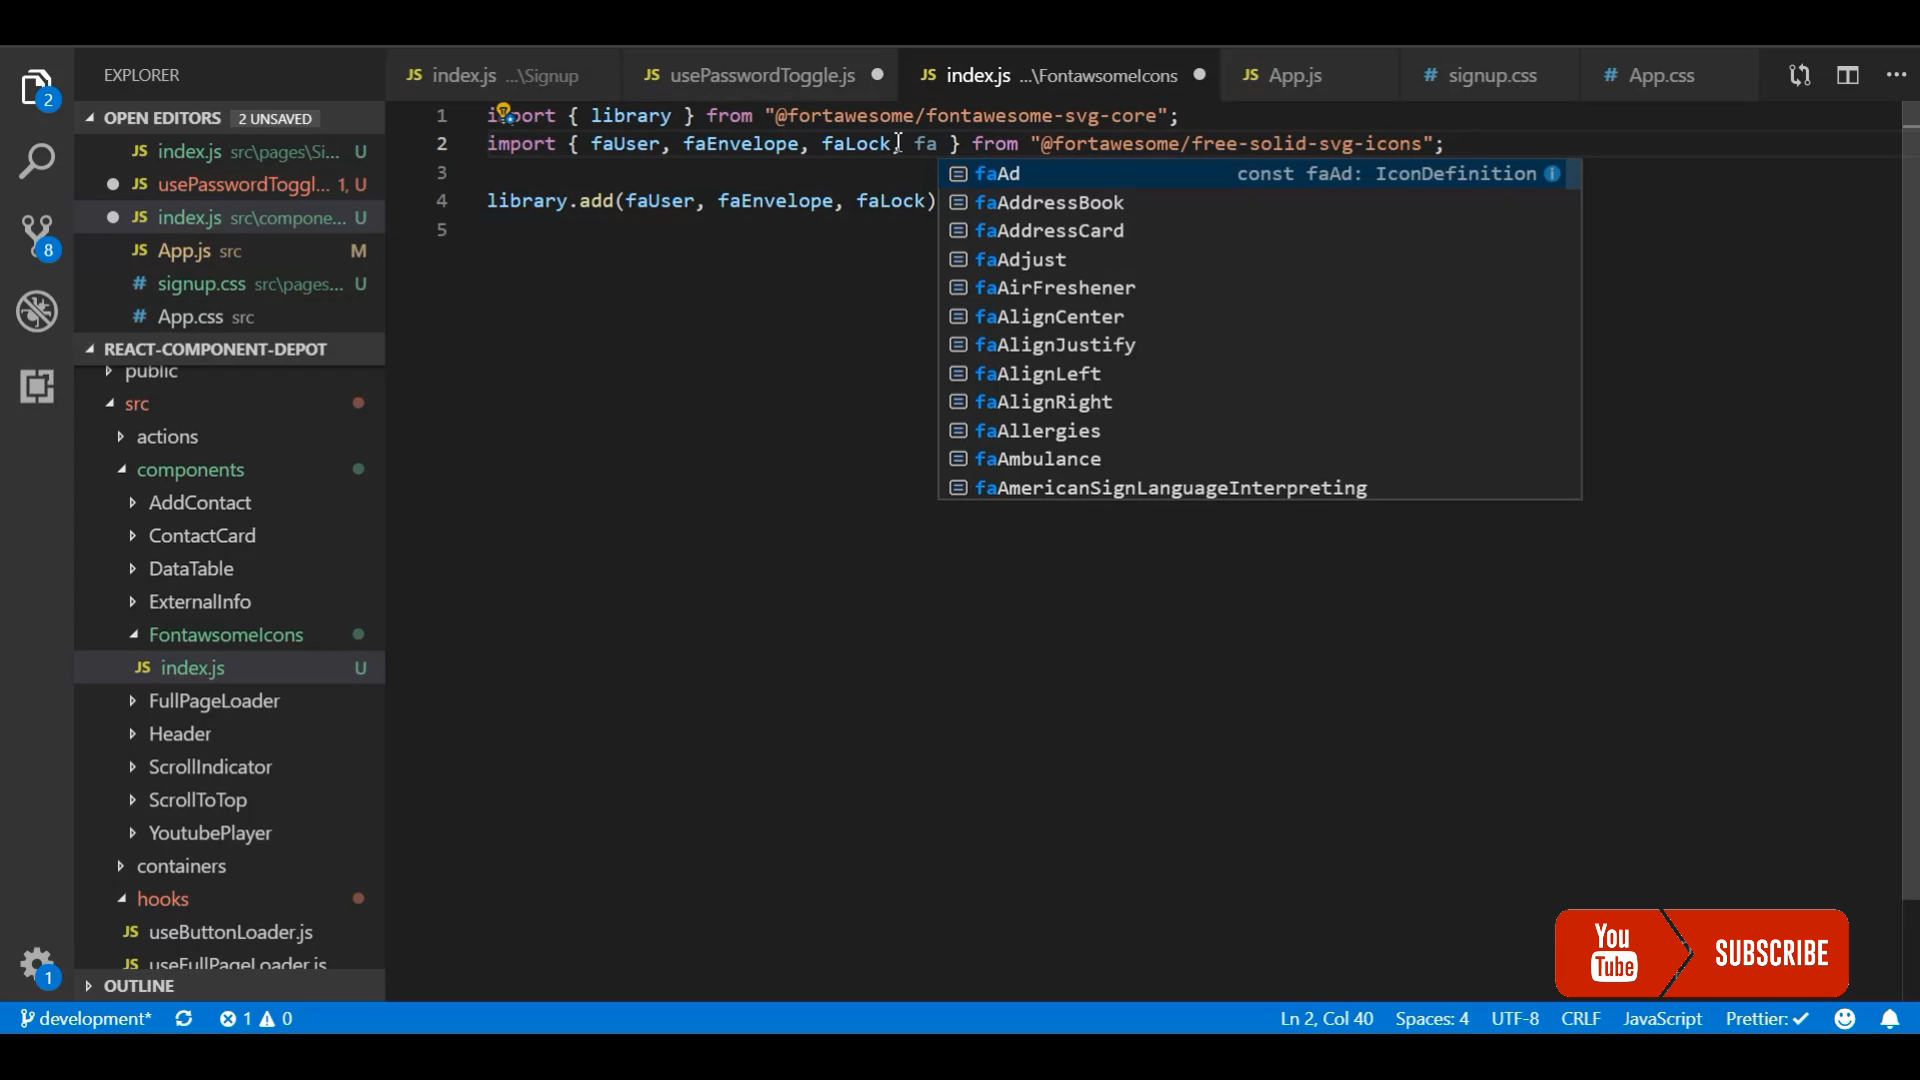 EXPLORER
OPEN EDITORS 2 UNSAVED
JS index.js src\pages\Si... U
JS usePasswordToggl... 1, U
JS index.js src\compone... U
JS App.js src M
# signup.css src\pages... U
# App.css src
REACT-COMPONENT-DEPOT
public
src
actions
components
AddContact
ContactCard
DataTable
ExternalInfo
FontawsomeIcons
JS index.js U
FullPageLoader
Header
ScrollIndicator
ScrollToTop
YoutubePlayer
containers
hooks
JS useButtonLoader.js
JS useFullPageLoader.js
OUTLINE
2
8
1
JS index.js ...\Signup
JS usePasswordToggle.js
JS index.js ...\FontawsomeIcons
JS App.js
# signup.css
# App.css
1 import { library } from "@fortawesome/fontawesome-svg-core";
2 import { faUser, faEnvelope, faLock, fa } from "@fortawesome/free-solid-svg-icons";
3
4 library.add(faUser, faEnvelope, faLock)
5
faAd const faAd: IconDefinition
faAddressBook
faAddressCard
faAdjust
faAirFreshener
faAlignCenter
faAlignJustify
faAlignLeft
faAlignRight
faAllergies
faAmbulance
faAmericanSignLanguageInterpreting
You Tube SUBSCRIBE
development* 1 0 Ln 2, Col 40 Spaces: 4 UTF-8 CRLF JavaScript Prettier: ✓